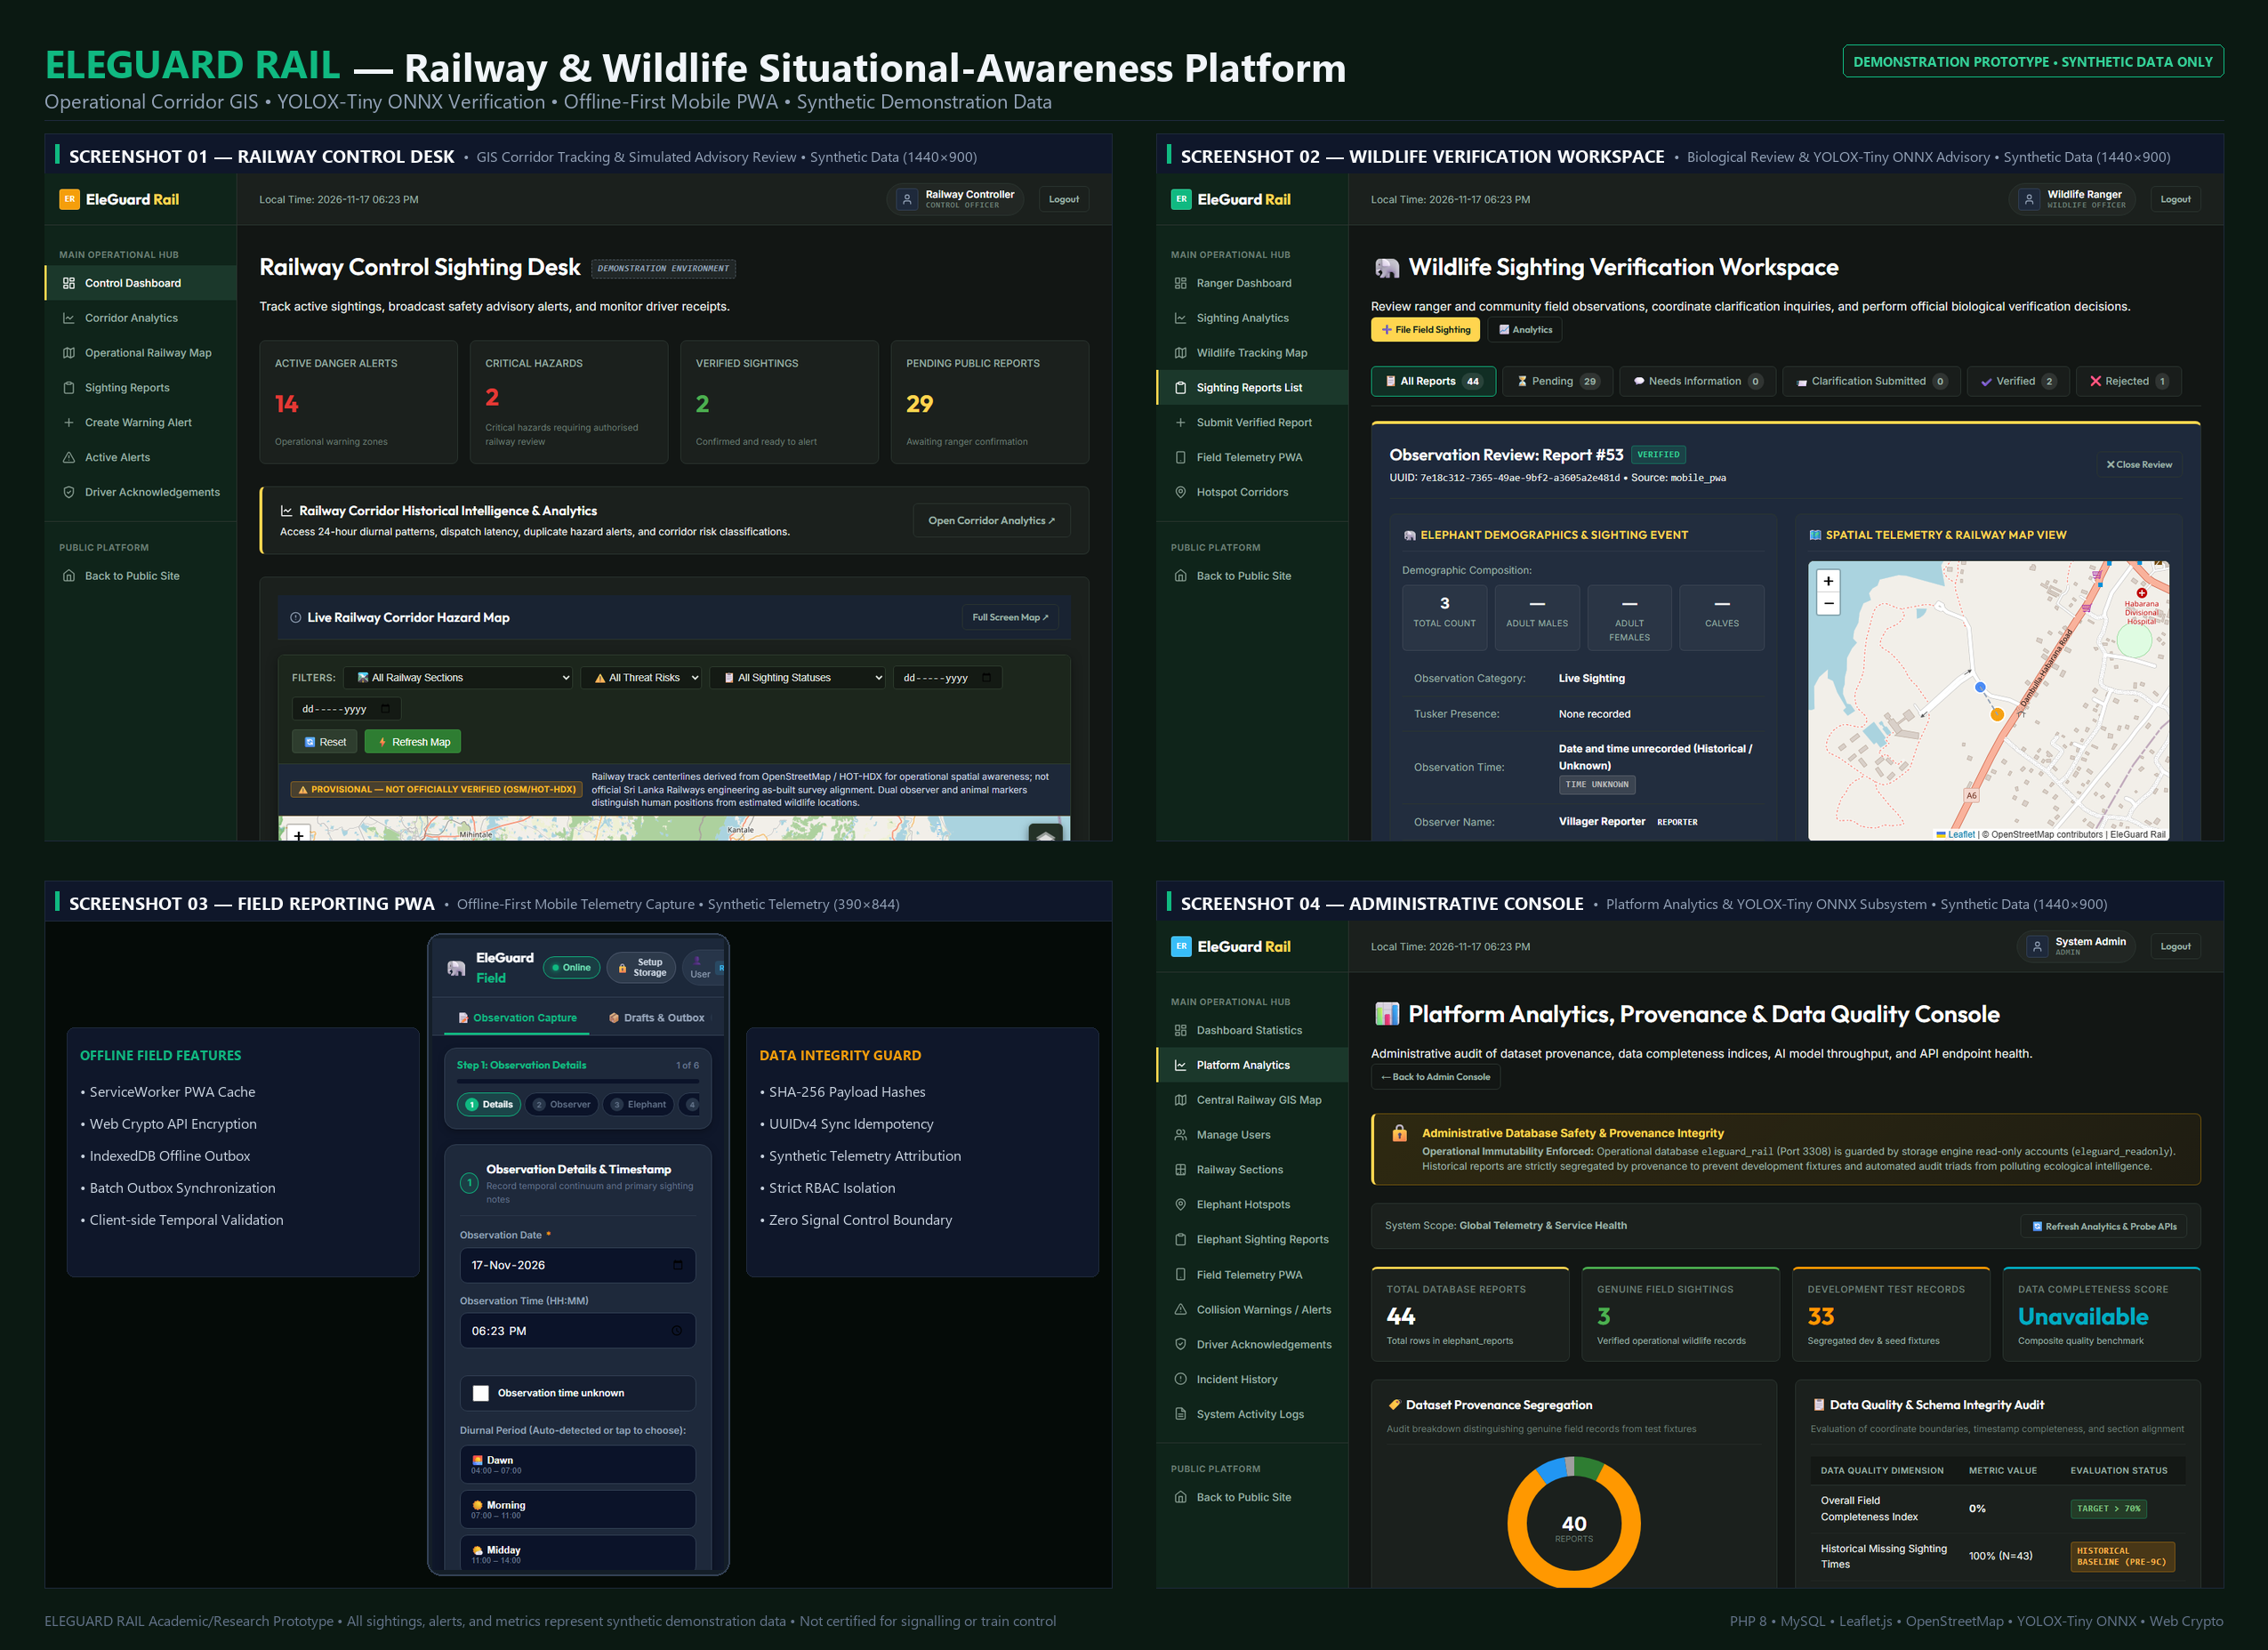 ELEGUARD RAIL — Railway & Wildlife Situational-Awareness Platform
DEMONSTRATION PROTOTYPE • SYNTHETIC DATA ONLY
Operational Corridor GIS • YOLOX-Tiny ONNX Verification • Offline-First Mobile PWA • Synthetic Demonstration Data
SCREENSHOT 01 — RAILWAY CONTROL DESK • GIS Corridor Tracking & Simulated Advisory Review • Synthetic Data (1440×900)
ER EleGuard Rail
Local Time: 2026-11-17 06:23 PM
Railway Controller
CONTROL OFFICER
Logout
MAIN OPERATIONAL HUB
Control Dashboard
Corridor Analytics
Operational Railway Map
Sighting Reports
Create Warning Alert
Active Alerts
Driver Acknowledgements
PUBLIC PLATFORM
Back to Public Site
Railway Control Sighting Desk DEMONSTRATION ENVIRONMENT
Track active sightings, broadcast safety advisory alerts, and monitor driver receipts.
ACTIVE DANGER ALERTS
14
Operational warning zones
CRITICAL HAZARDS
2
Critical hazards requiring authorised
railway review
VERIFIED SIGHTINGS
2
Confirmed and ready to alert
PENDING PUBLIC REPORTS
29
Awaiting ranger confirmation
Railway Corridor Historical Intelligence & Analytics
Access 24-hour diurnal patterns, dispatch latency, duplicate hazard alerts, and corridor risk classifications.
Open Corridor Analytics ↗
Live Railway Corridor Hazard Map
Full Screen Map ↗
FILTERS: All Railway Sections All Threat Risks All Sighting Statuses dd-----yyyy
dd-----yyyy
Reset Refresh Map
PROVISIONAL — NOT OFFICIALLY VERIFIED (OSM/HOT-HDX)
Railway track centerlines derived from OpenStreetMap / HOT-HDX for operational spatial awareness; not
official Sri Lanka Railways engineering as-built survey alignment. Dual observer and animal markers
distinguish human positions from estimated wildlife locations.
+
Mihintale
Kantale
SCREENSHOT 02 — WILDLIFE VERIFICATION WORKSPACE • Biological Review & YOLOX-Tiny ONNX Advisory • Synthetic Data (1440×900)
ER EleGuard Rail
Local Time: 2026-11-17 06:23 PM
Wildlife Ranger
WILDLIFE OFFICER
Logout
MAIN OPERATIONAL HUB
Ranger Dashboard
Sighting Analytics
Wildlife Tracking Map
Sighting Reports List
Submit Verified Report
Field Telemetry PWA
Hotspot Corridors
PUBLIC PLATFORM
Back to Public Site
Wildlife Sighting Verification Workspace
Review ranger and community field observations, coordinate clarification inquiries, and perform official biological verification decisions.
File Field Sighting Analytics
All Reports 44 Pending 29 Needs Information 0 Clarification Submitted 0 Verified 2 Rejected 1
Observation Review: Report #53 VERIFIED
UUID: 7e18c312-7365-49ae-9bf2-a3605a2e481d • Source: mobile_pwa
Close Review
ELEPHANT DEMOGRAPHICS & SIGHTING EVENT
Demographic Composition:
3
TOTAL COUNT
—
ADULT MALES
—
ADULT
FEMALES
—
CALVES
Observation Category: Live Sighting
Tusker Presence: None recorded
Observation Time: Date and time unrecorded (Historical /
Unknown)
TIME UNKNOWN
Observer Name: Villager Reporter REPORTER
SPATIAL TELEMETRY & RAILWAY MAP VIEW
+
−
Habarana
Divisional
Hospital
Dambulla-Habarana Road
A6
Leaflet | © OpenStreetMap contributors | EleGuard Rail
SCREENSHOT 03 — FIELD REPORTING PWA • Offline-First Mobile Telemetry Capture • Synthetic Telemetry (390×844)
OFFLINE FIELD FEATURES
• ServiceWorker PWA Cache
• Web Crypto API Encryption
• IndexedDB Offline Outbox
• Batch Outbox Synchronization
• Client-side Temporal Validation
EleGuard
Field
Online
Setup
Storage
User
Observation Capture Drafts & Outbox
Step 1: Observation Details 1 of 6
1 Details 2 Observer 3 Elephant 4
1 Observation Details & Timestamp
Record temporal continuum and primary sighting
notes
Observation Date *
17-Nov-2026
Observation Time (HH:MM)
06:23 PM
Observation time unknown
Diurnal Period (Auto-detected or tap to choose):
Dawn
04:00 – 07:00
Morning
07:00 – 11:00
Midday
11:00 – 14:00
DATA INTEGRITY GUARD
• SHA-256 Payload Hashes
• UUIDv4 Sync Idempotency
• Synthetic Telemetry Attribution
• Strict RBAC Isolation
• Zero Signal Control Boundary
SCREENSHOT 04 — ADMINISTRATIVE CONSOLE • Platform Analytics & YOLOX-Tiny ONNX Subsystem • Synthetic Data (1440×900)
ER EleGuard Rail
Local Time: 2026-11-17 06:23 PM
System Admin
ADMIN
Logout
MAIN OPERATIONAL HUB
Dashboard Statistics
Platform Analytics
Central Railway GIS Map
Manage Users
Railway Sections
Elephant Hotspots
Elephant Sighting Reports
Field Telemetry PWA
Collision Warnings / Alerts
Driver Acknowledgements
Incident History
System Activity Logs
PUBLIC PLATFORM
Back to Public Site
Platform Analytics, Provenance & Data Quality Console
Administrative audit of dataset provenance, data completeness indices, AI model throughput, and API endpoint health.
← Back to Admin Console
Administrative Database Safety & Provenance Integrity
Operational Immutability Enforced: Operational database eleguard_rail (Port 3308) is guarded by storage engine read-only accounts (eleguard_readonly).
Historical reports are strictly segregated by provenance to prevent development fixtures and automated audit triads from polluting ecological intelligence.
System Scope: Global Telemetry & Service Health
Refresh Analytics & Probe APIs
TOTAL DATABASE REPORTS
44
Total rows in elephant_reports
GENUINE FIELD SIGHTINGS
3
Verified operational wildlife records
DEVELOPMENT TEST RECORDS
33
Segregated dev & seed fixtures
DATA COMPLETENESS SCORE
Unavailable
Composite quality benchmark
Dataset Provenance Segregation
Audit breakdown distinguishing genuine field records from test fixtures
40
REPORTS
Data Quality & Schema Integrity Audit
Evaluation of coordinate boundaries, timestamp completeness, and section alignment
DATA QUALITY DIMENSION METRIC VALUE EVALUATION STATUS
Overall Field
Completeness Index
0%
TARGET > 70%
Historical Missing Sighting
Times
100% (N=43)
HISTORICAL
BASELINE (PRE-9C)
ELEGUARD RAIL Academic/Research Prototype • All sightings, alerts, and metrics represent synthetic demonstration data • Not certified for signalling or train control
PHP 8 • MySQL • Leaflet.js • OpenStreetMap • YOLOX-Tiny ONNX • Web Crypto